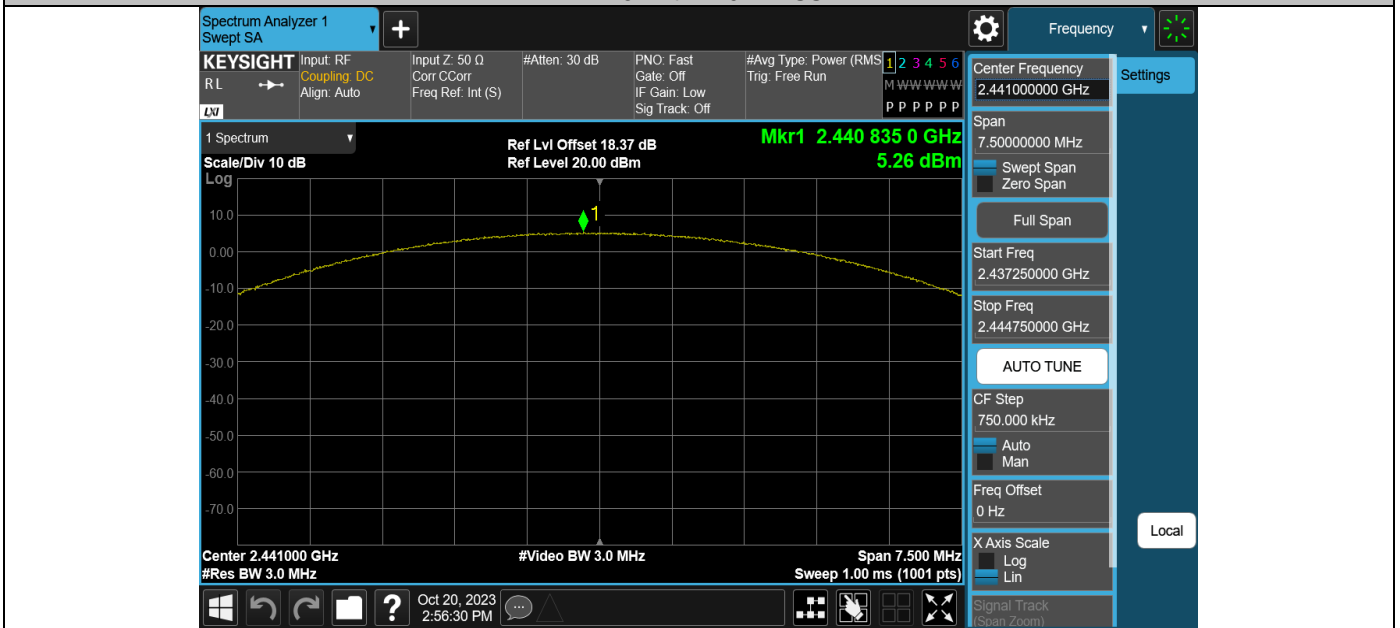 Spectrum Analyzer 1
Swept SA
+
Frequency
KEYSIGHT
RL
LXI
Input: RF
Coupling: DC
Align: Auto
Input Z: 50 Ω
Corr CCorr
Freq Ref: Int (S)
#Atten: 30 dB
PNO: Fast
Gate: Off
IF Gain: Low
Sig Track: Off
#Avg Type: Power (RMS
Trig: Free Run
1 2 3 4 5 6
M W W W W W
P P P P P P
Center Frequency
2.441000000 GHz
Settings
Span
7.50000000 MHz
Swept Span
Zero Span
Full Span
Start Freq
2.437250000 GHz
Stop Freq
2.444750000 GHz
AUTO TUNE
CF Step
750.000 kHz
Auto
Man
Freq Offset
0 Hz
X Axis Scale
Log
Lin
Signal Track
(Span Zoom)
Local
1 Spectrum
Scale/Div 10 dB
Log
Ref Lvl Offset 18.37 dB
Ref Level 20.00 dBm
Mkr1 2.440 835 0 GHz
5.26 dBm
1
10.0
0.00
-10.0
-20.0
-30.0
-40.0
-50.0
-60.0
-70.0
Center 2.441000 GHz
#Res BW 3.0 MHz
#Video BW 3.0 MHz
Span 7.500 MHz
Sweep 1.00 ms (1001 pts)
?
Oct 20, 2023
2:56:30 PM